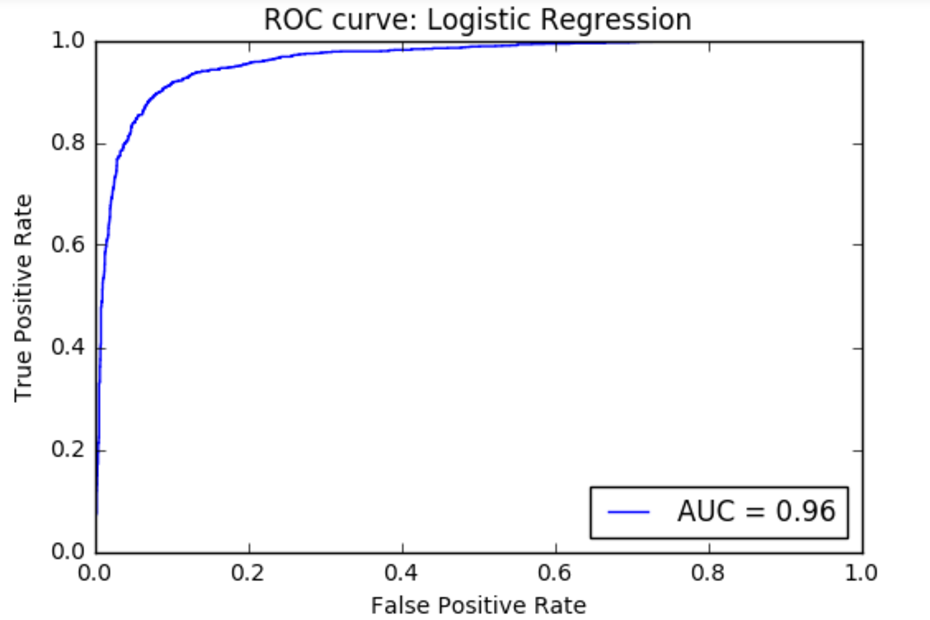 ROC curve: Logistic Regression
1.0
0.8
0.6
0.4
0.2
0.0
True Positive Rate
AUC = 0.96
0.0 0.2 0.4 0.6 0.8 1.0
False Positive Rate